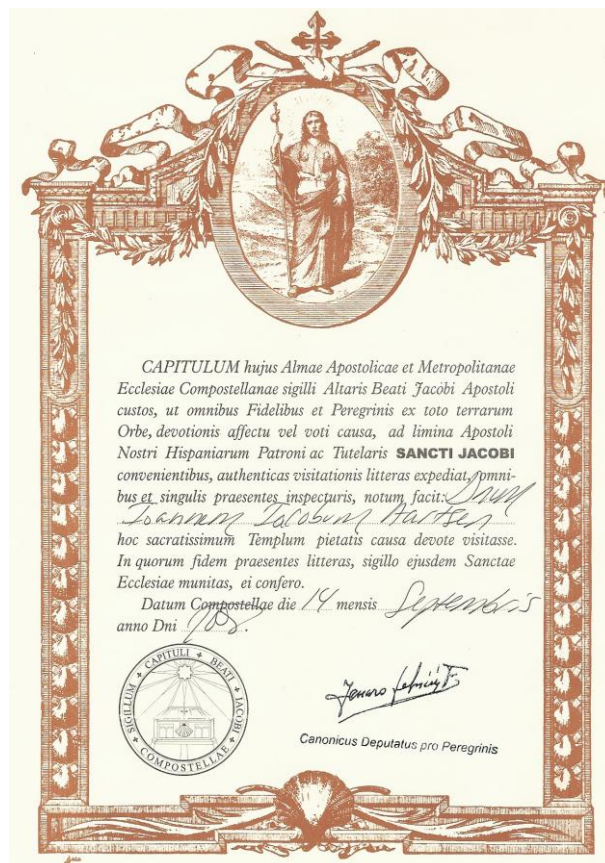 CAPITULUM hujus Almae Apostolicae et Metropolitanae
Ecclesiae Compostellanae sigilli Altaris Beati Jacobi Apostoli
custos, ut omnibus Fidelibus et Peregrinis ex toto terrarum
Orbe, devotionis affectu vel voti causa, ad limina Apostoli
Nostri Hispaniarum Patroni ac Tutelaris SANCTI JACOBI
convenientibus, authenticas visitationis litteras expediat, omni-
bus et singulis praesentes inspecturis, notum facit: Dnum
Ioannem Iacobum Aartsen
hoc sacratissimum Templum pietatis causa devote visitasse.
In quorum fidem praesentes litteras, sigillo ejusdem Sanctae
Ecclesiae munitas, ei confero.
Datum Compostellae die 14 mensis Septembris
anno Dni
SIGILLUM + CAPITULI + BEATI + JACOBI + COMPOSTELLAE +
Canonicus Deputatus pro Peregrinis